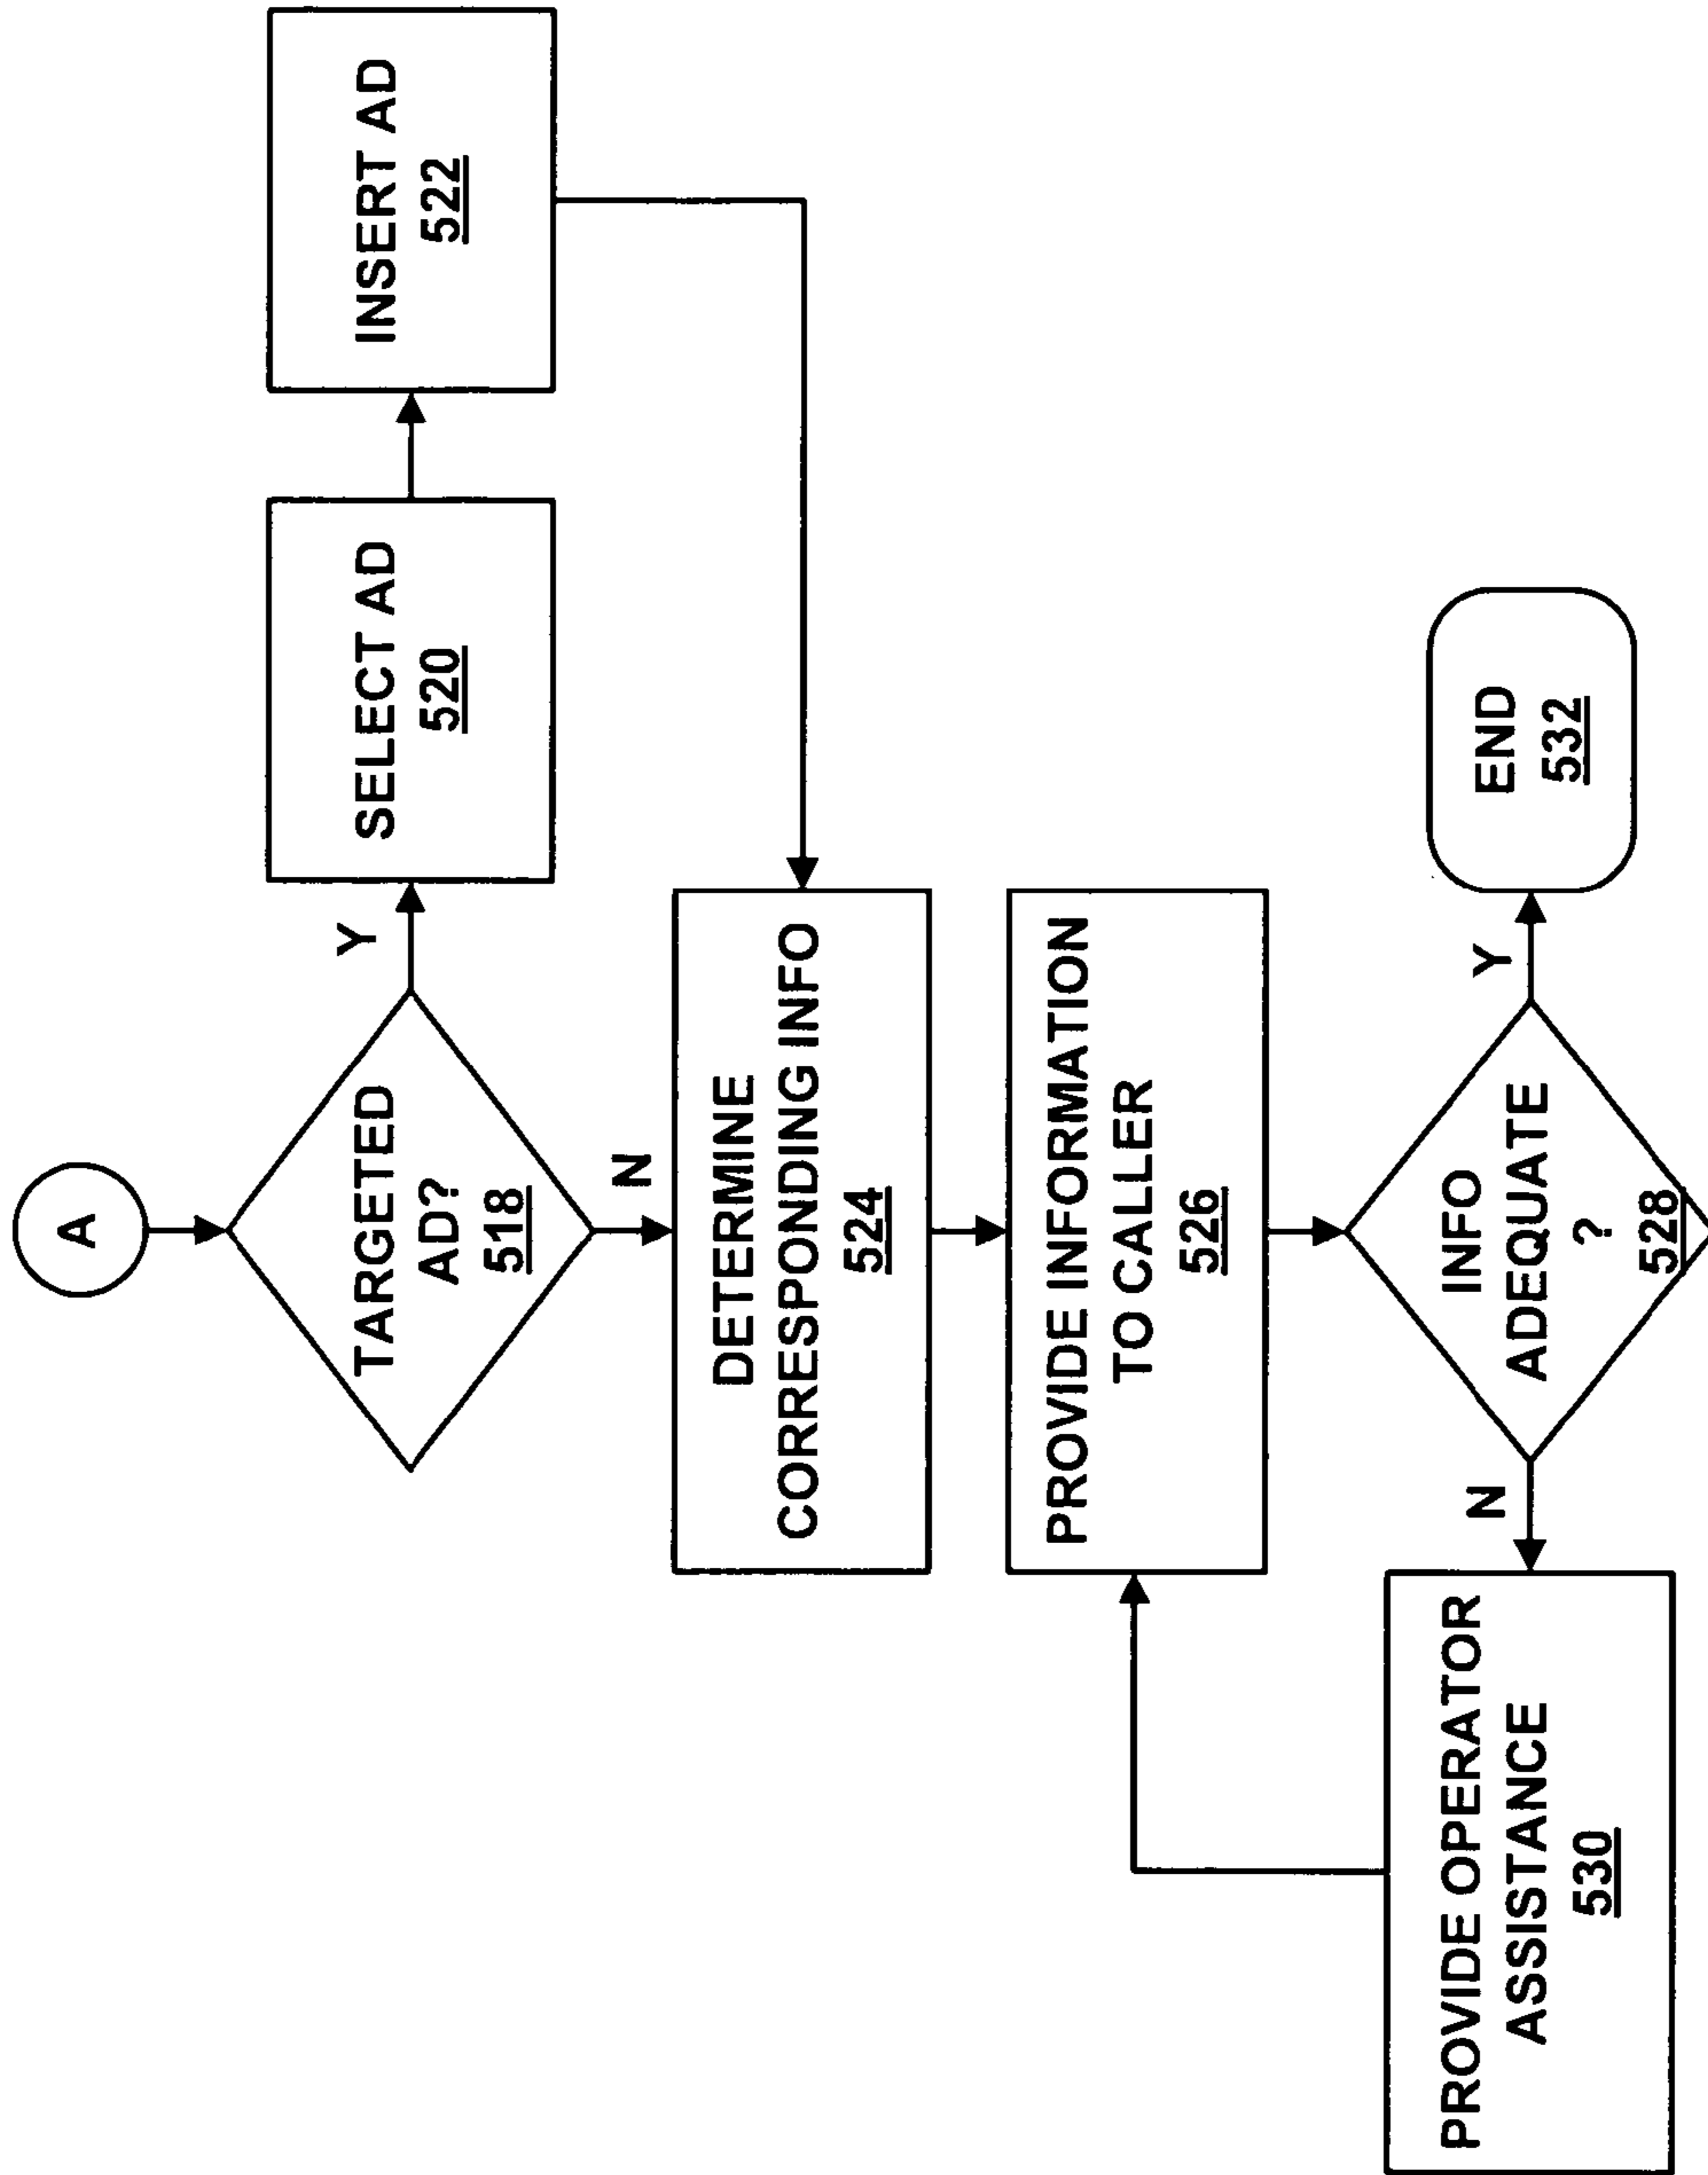 A
TARGETED
AD?
518
Y
SELECT AD
520
INSERT AD
522
N
DETERMINE
CORRESPONDING INFO
524
PROVIDE INFORMATION
TO CALLER
526
INFO
ADEQUATE
?
528
Y
END
532
N
PROVIDE OPERATOR
ASSISTANCE
530